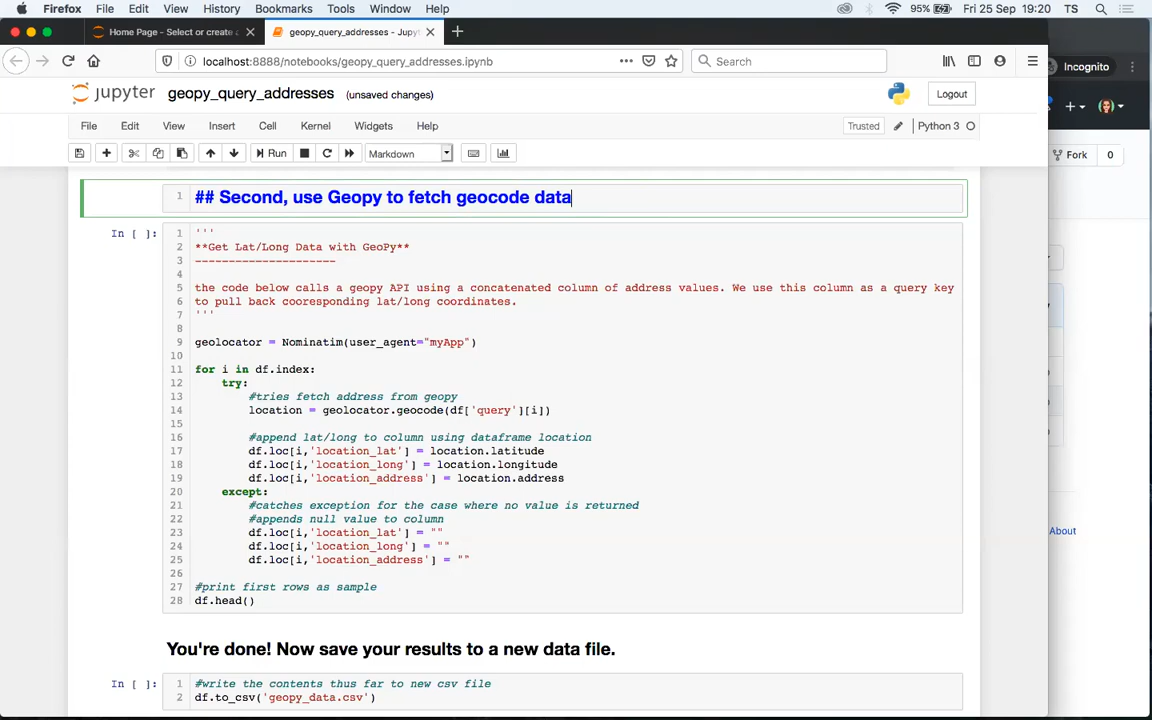 Firefox File Edit View History Bookmarks Tools Window Help 95% Fri 25 Sep 19:20 TS
Home Page - Select or create a
geopy_query_addresses - Jupyt
Incognito
localhost:8888/notebooks/geopy_query_addresses.ipynb
Search
jupyter geopy_query_addresses (unsaved changes)
Logout
File Edit View Insert Cell Kernel Widgets Help
Trusted
Python 3
Fork 0
Run
Markdown
1 ## Second, use Geopy to fetch geocode data
In [ ]:
1 '''
2 **Get Lat/Long Data with GeoPy**
3 ---------------------
4
5 the code below calls a geopy API using a concatenated column of address values. We use this column as a query key
6 to pull back cooresponding lat/long coordinates.
7 '''
8
9 geolocator = Nominatim(user_agent="myApp")
10
11 for i in df.index:
12     try:
13         #tries fetch address from geopy
14         location = geolocator.geocode(df['query'][i])
15
16         #append lat/long to column using dataframe location
17         df.loc[i,'location_lat'] = location.latitude
18         df.loc[i,'location_long'] = location.longitude
19         df.loc[i,'location_address'] = location.address
20     except:
21         #catches exception for the case where no value is returned
22         #appends null value to column
23         df.loc[i,'location_lat'] = ""
24         df.loc[i,'location_long'] = ""
25         df.loc[i,'location_address'] = ""
26
27 #print first rows as sample
28 df.head()
About
You're done! Now save your results to a new data file.
In [ ]:
1 #write the contents thus far to new csv file
2 df.to_csv('geopy_data.csv')